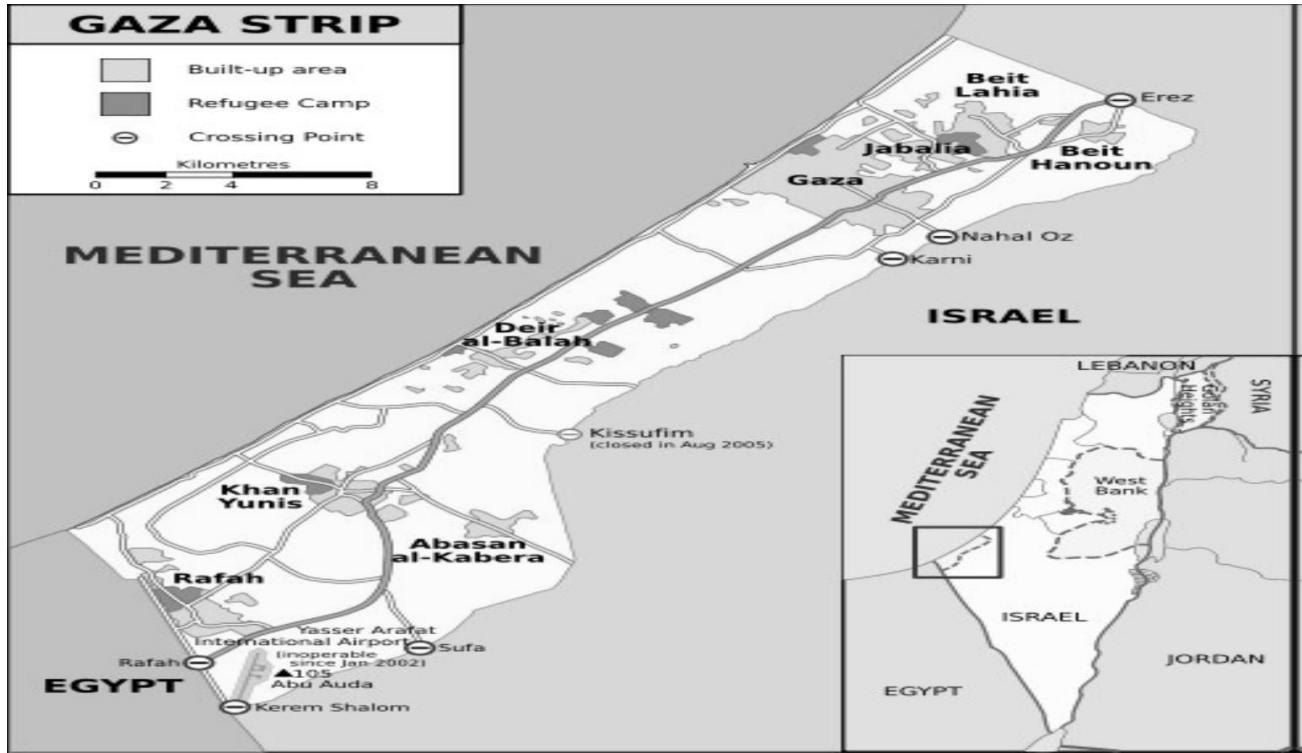 GAZA STRIP
Built-up area
Refugee Camp
Crossing Point
Kilometres
0 2 4 8
MEDITERRANEAN
SEA
Beit
Lahia
Erez
Jabalia
Beit
Hanoun
Gaza
Nahal Oz
Karni
ISRAEL
Deir
al-Balah
Kissufim
(closed in Aug 2005)
Khan
Yunis
Abasan
al-Kabera
Rafah
Yasser Arafat
International Airport
(inoperable
since Jan 2002)
Sufa
Rafah
105
Abu Auda
EGYPT
Kerem Shalom
LEBANON
Golan
Heights
SYRIA
MEDITERRANEAN
SEA
West
Bank
ISRAEL
JORDAN
EGYPT